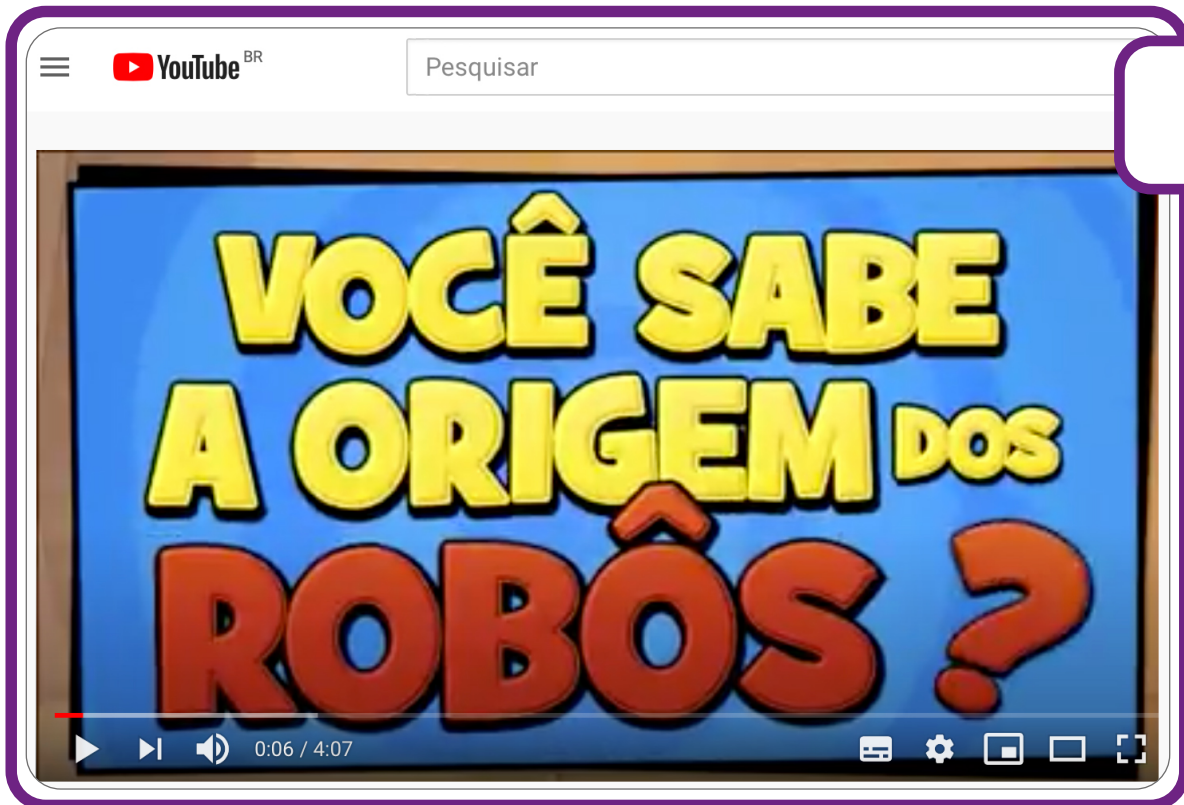 YouTube BR
Pesquisar
VOCÊ SABE
A ORIGEM DOS
ROBÔS ?
0:06 / 4:07